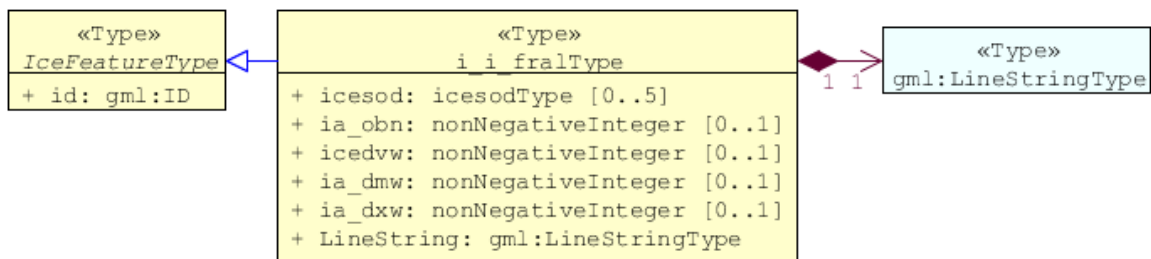 «Type»
IceFeatureType
+ id: gml:ID
«Type»
i_i_fralType
+ icesod: icesodType [0..5]
+ ia_obn: nonNegativeInteger [0..1]
+ icedvw: nonNegativeInteger [0..1]
+ ia_dmw: nonNegativeInteger [0..1]
+ ia_dxw: nonNegativeInteger [0..1]
+ LineString: gml:LineStringType
1 1
«Type»
gml:LineStringType